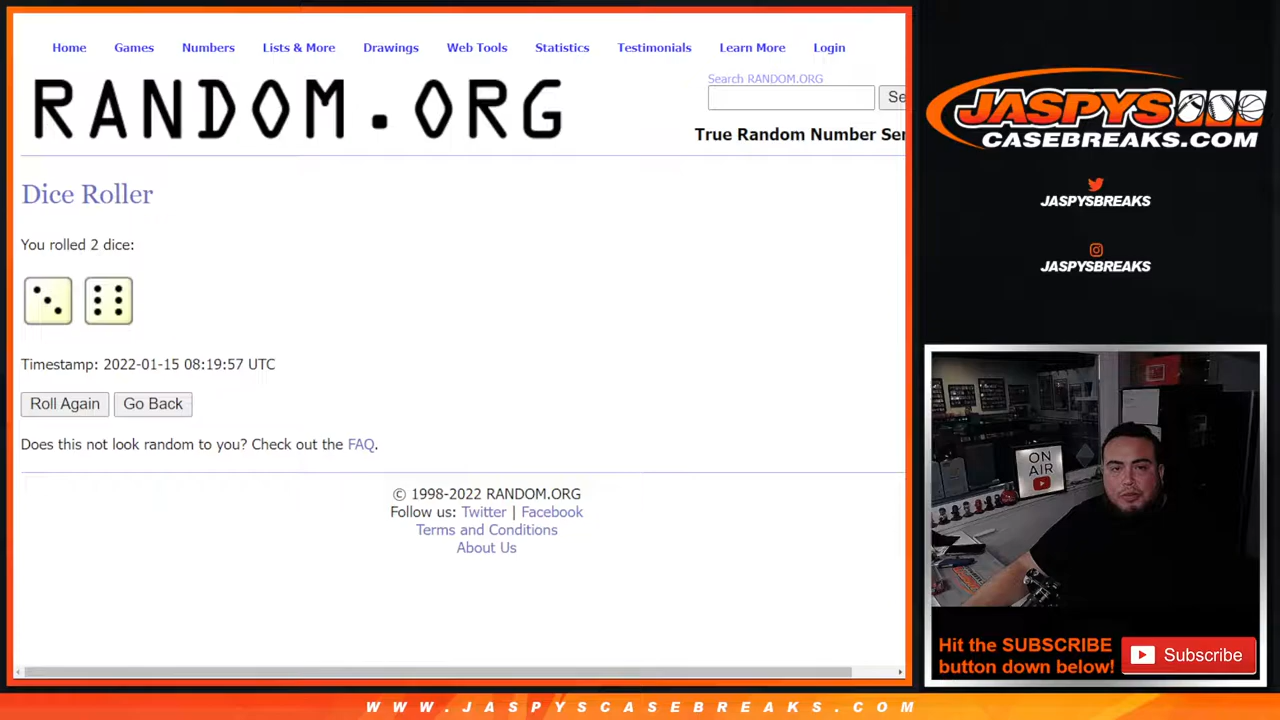 Home Games Numbers Lists & More Drawings Web Tools Statistics Testimonials Learn More Login
RANDOM.ORG
Search RANDOM.ORG
Se
True Random Number Ser
Dice Roller
You rolled 2 dice:
Timestamp: 2022-01-15 08:19:57 UTC
Roll Again Go Back
Does this not look random to you? Check out the FAQ.
© 1998-2022 RANDOM.ORG
Follow us: Twitter | Facebook
Terms and Conditions
About Us
JASPYS
CASEBREAKS.COM
JASPYSBREAKS
JASPYSBREAKS
ON
AIR
Hit the SUBSCRIBE
button down below!
Subscribe
WWW.JASPYSCASEBREAKS.COM